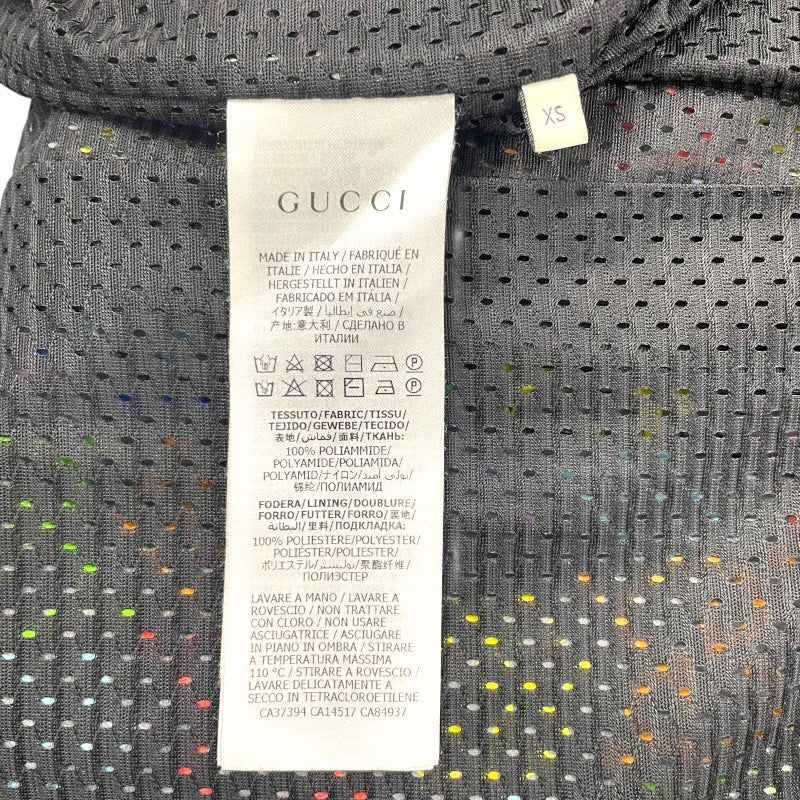 XS
GUCCI
MADE IN ITALY / FABRIQUÉ EN
ITALIE / HECHO EN ITALIA /
HERGESTELLT IN ITALIEN /
FABRICADO EM ITÁLIA /
イタリア製 / صنع في إيطاليا /
产地:意大利 / СДЕЛАНО В
ИТАЛИИ
TESSUTO/FABRIC/TISSU/
TEJIDO/GEWEBE/TECIDO/
表地/قماش/面料/ТКАНЬ:
100% POLIAMMIDE/
POLYAMIDE/POLIAMIDA/
POLYAMID/ナイロン/بولي أميد/
锦纶/ПОЛИАМИД
FODERA/LINING/DOUBLURE/
FORRO/FUTTER/FORRO/裏地/
البطانة/里料/ПОДКЛАДКА:
100% POLIESTERE/POLYESTER/
POLIÉSTER/POLYESTER/
ポリエステル/بوليستر/聚酯纤维/
ПОЛИЭСТЕР
LAVARE A MANO / LAVARE A
ROVESCIO / NON TRATTARE
CON CLORO / NON USARE
ASCIUGATRICE / ASCIUGARE
IN PIANO IN OMBRA / STIRARE
A TEMPERATURA MASSIMA
110 °C / STIRARE A ROVESCIO /
LAVARE DELICATAMENTE A
SECCO IN TETRACLOROETILENE
CA37394 CA14517 CA84937